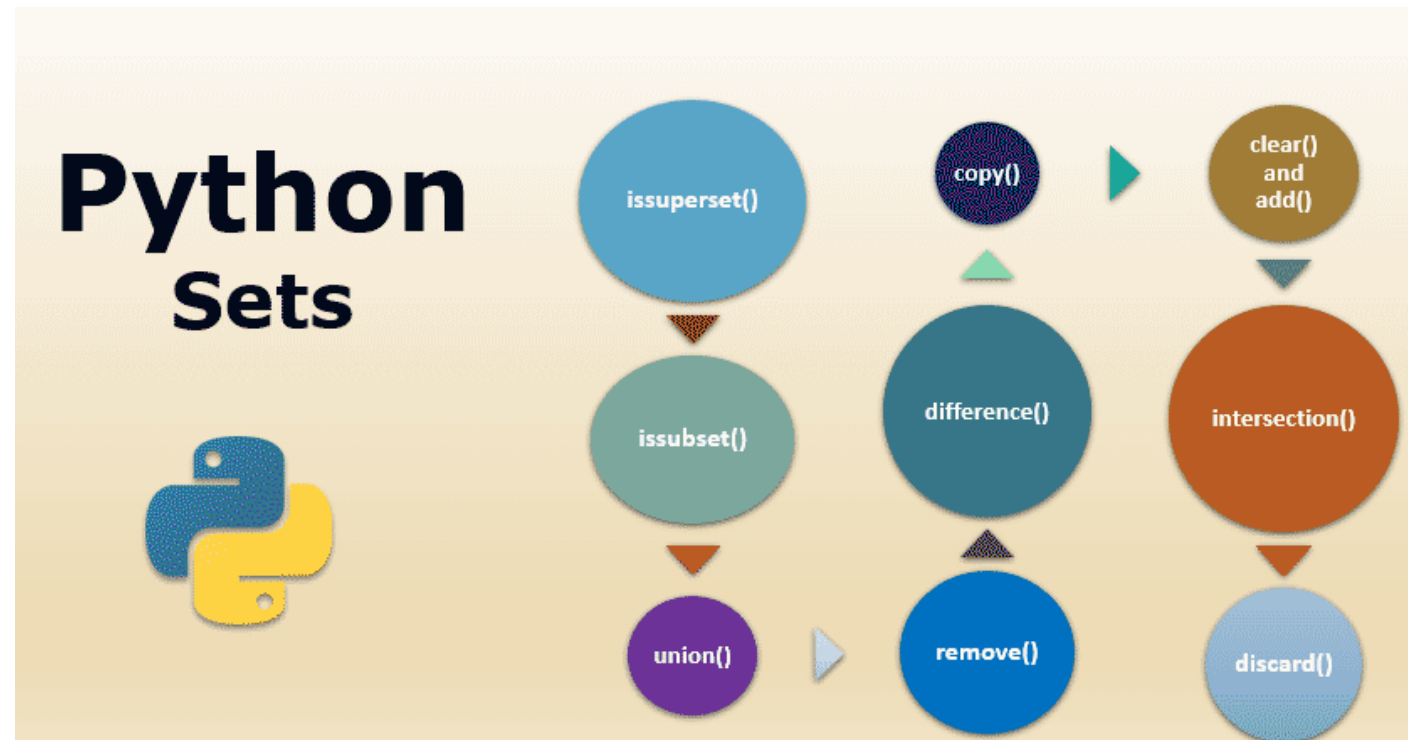 Python
Sets
issuperset()
issubset()
union()
remove()
difference()
copy()
clear()
and
add()
intersection()
discard()